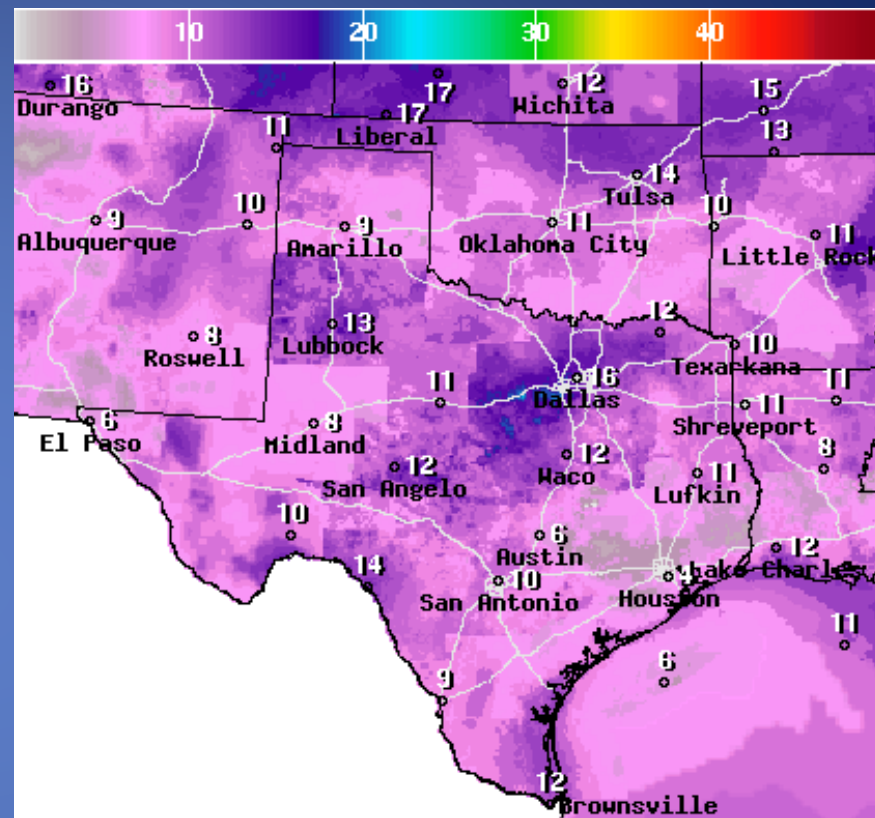 10 20 30 40
16 17 12 15
Durango 17 Wichita
11 Liberal 13
14
Tulsa
9 10 9 11 10 11
Albuquerque Amarillo Oklahoma City Little Rock
8 13 12
Roswell Lubbock 10
Texarkana
16
11 Dallas 11 11
6 8 Shreveport
El Paso Midland
12 12 11 8
San Angelo Waco Lufkin
10 6 12
Austin
14 10 Charles
San Antonio Houston
11
6
9
12
Brownsville